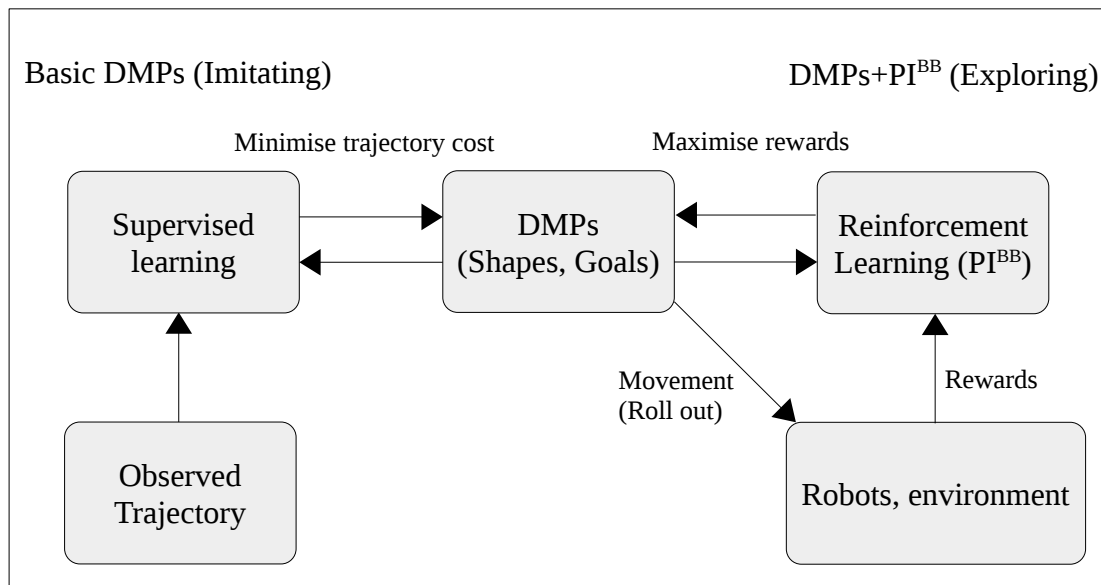 Basic DMPs (Imitating)
DMPs+PI^BB (Exploring)
Minimise trajectory cost
Maximise rewards
Supervised
learning
DMPs
(Shapes, Goals)
Reinforcement
Learning (PI^BB)
Movement
(Roll out)
Rewards
Observed
Trajectory
Robots, environment